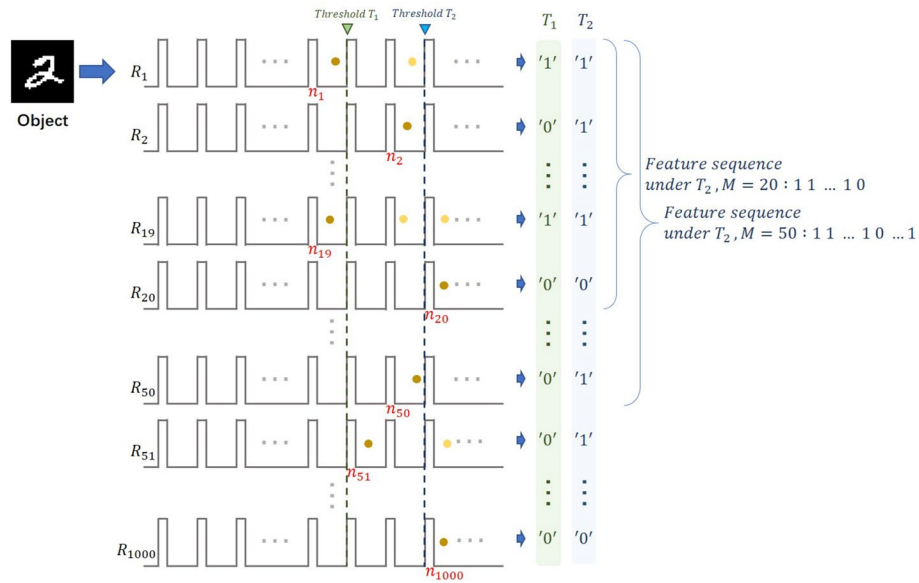 Threshold T₁ Threshold T₂ T₁ T₂
Object
R₁ n₁ '1' '1'
R₂ n₂ '0' '1'
R₁₉ n₁₉ '1' '1'
R₂₀ n₂₀ '0' '0'
R₅₀ n₅₀ '0' '1'
R₅₁ n₅₁ '0' '1'
R₁₀₀₀ n₁₀₀₀ '0' '0'
Feature sequence
under T₂, M = 20 : 1 1 … 1 0
Feature sequence
under T₂, M = 50 : 1 1 … 1 0 … 1